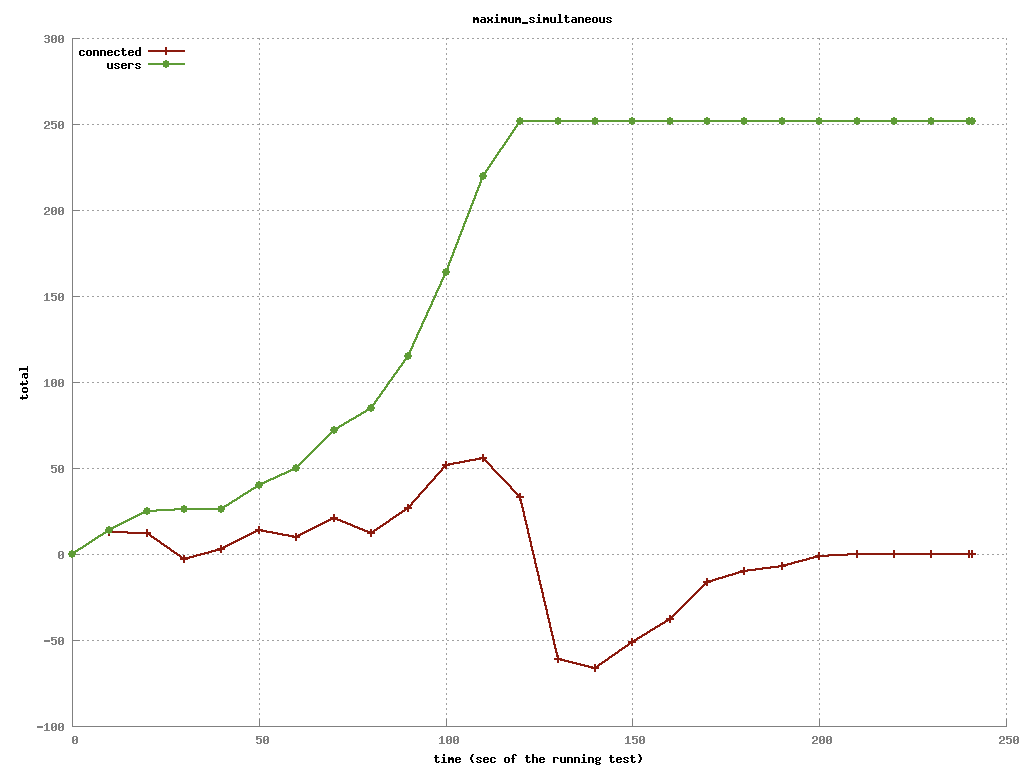 maximum_simultaneous
connected
users
300
250
200
150
100
50
0
-50
-100
total
0 50 100 150 200 250
time (sec of the running test)